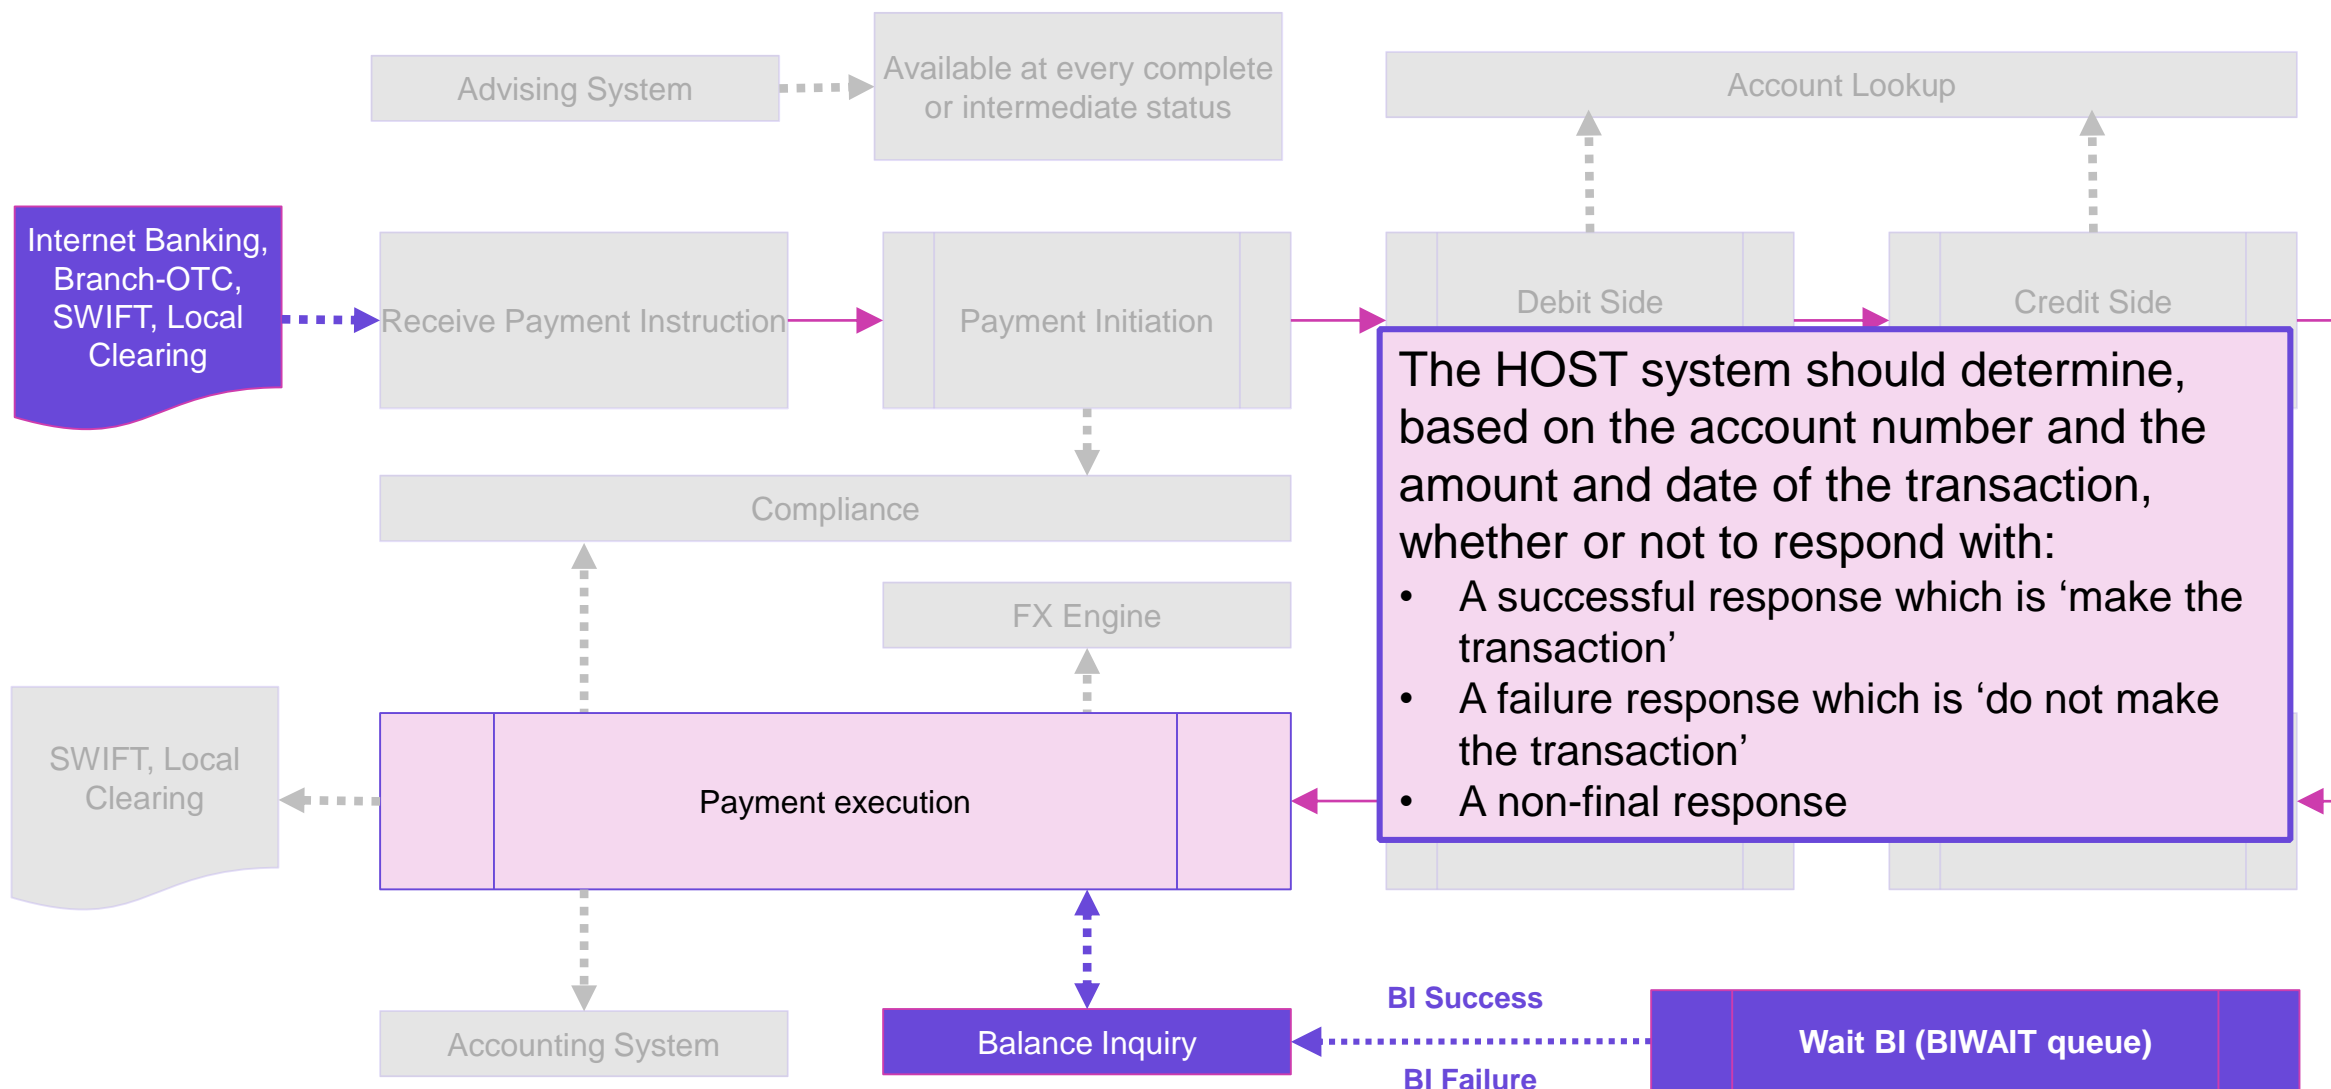 Advising System
Available at every complete
or intermediate status
Account Lookup
Internet Banking,
Branch-OTC,
SWIFT, Local
Clearing
Receive Payment Instruction
Payment Initiation
Debit Side
Credit Side
The HOST system should determine,
based on the account number and the
amount and date of the transaction,
whether or not to respond with:
• A successful response which is ‘make the
transaction’
• A failure response which is ‘do not make
the transaction’
• A non-final response
Compliance
FX Engine
SWIFT, Local
Clearing
Payment execution
Accounting System
Balance Inquiry
BI Success
BI Failure
Wait BI (BIWAIT queue)